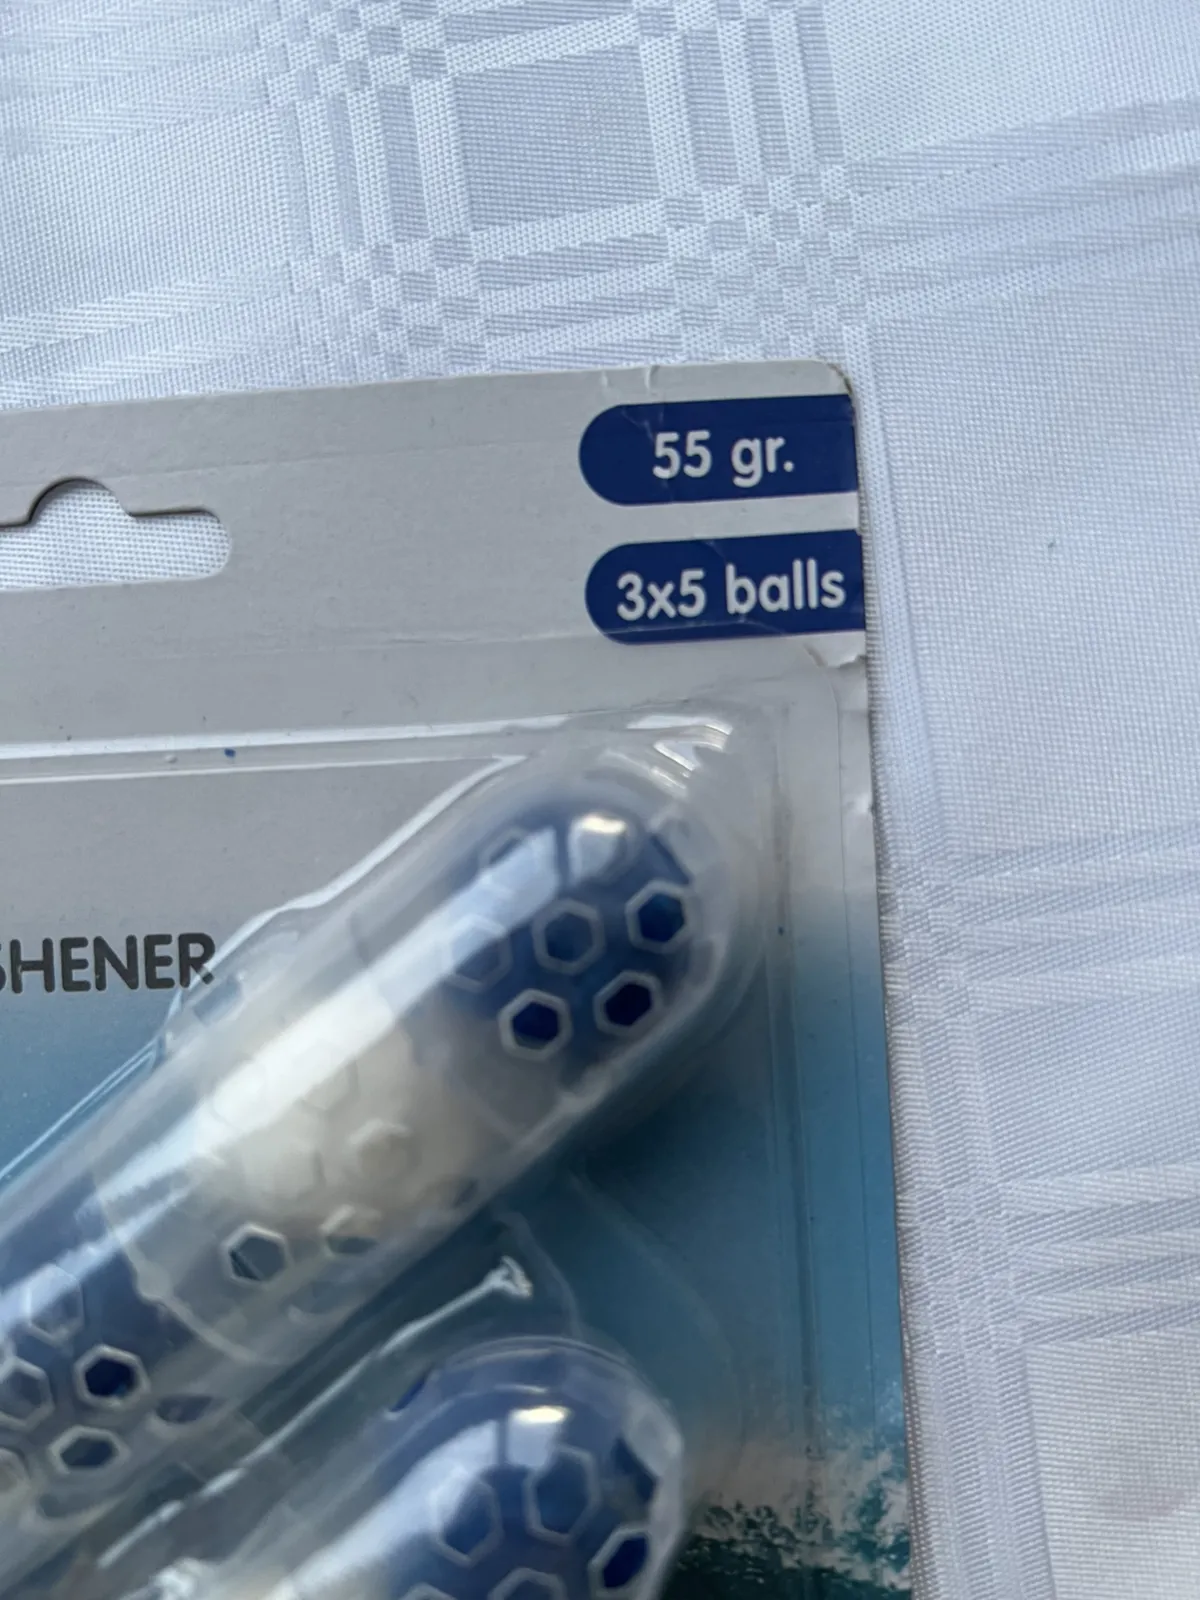 55 gr.
3x5 balls
SHENER